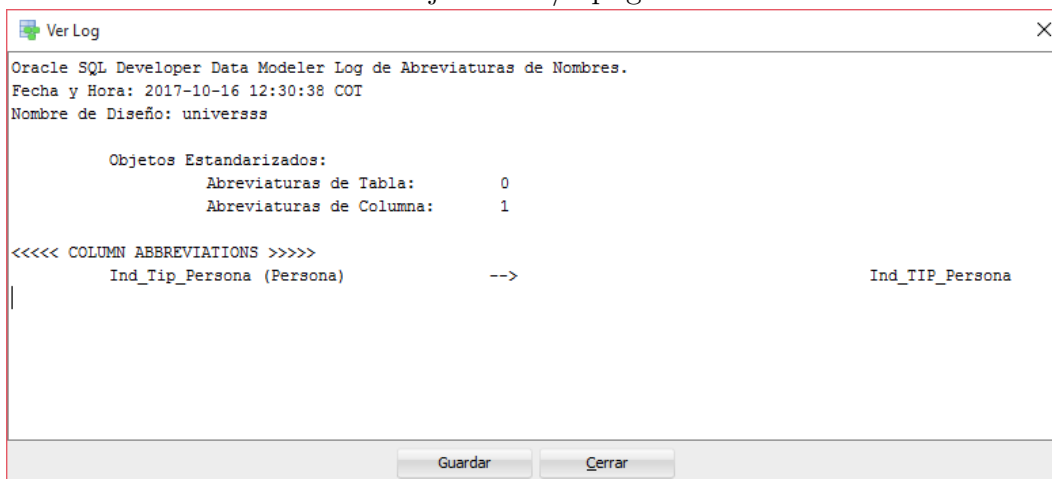 Ver Log
Oracle SQL Developer Data Modeler Log de Abreviaturas de Nombres.
Fecha y Hora: 2017-10-16 12:30:38 COT
Nombre de Diseño: universss
Objetos Estandarizados:
Abreviaturas de Tabla: 0
Abreviaturas de Columna: 1
<<<<< COLUMN ABBREVIATIONS >>>>>
Ind_Tip_Persona (Persona) --> Ind_TIP_Persona
Guardar Cerrar